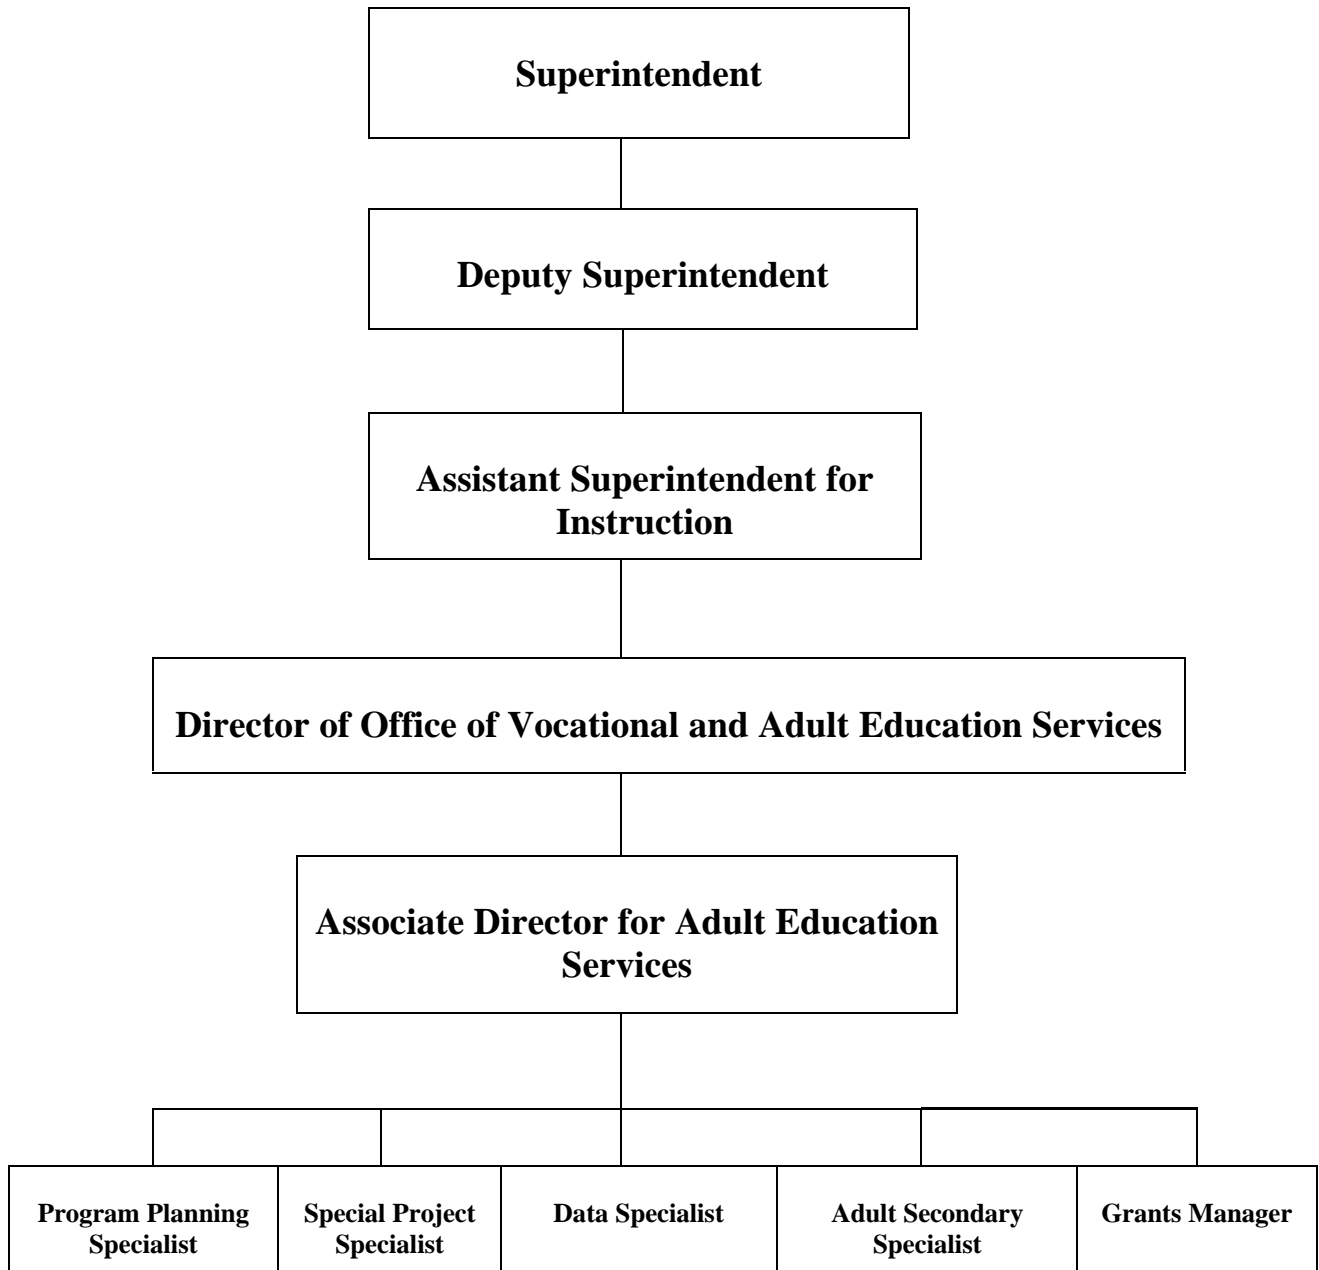 Superintendent
Deputy Superintendent
Assistant Superintendent for
Instruction
Director of Office of Vocational and Adult Education Services
Associate Director for Adult Education
Services
Program Planning
Specialist
Special Project
Specialist
Data Specialist
Adult Secondary
Specialist
Grants Manager